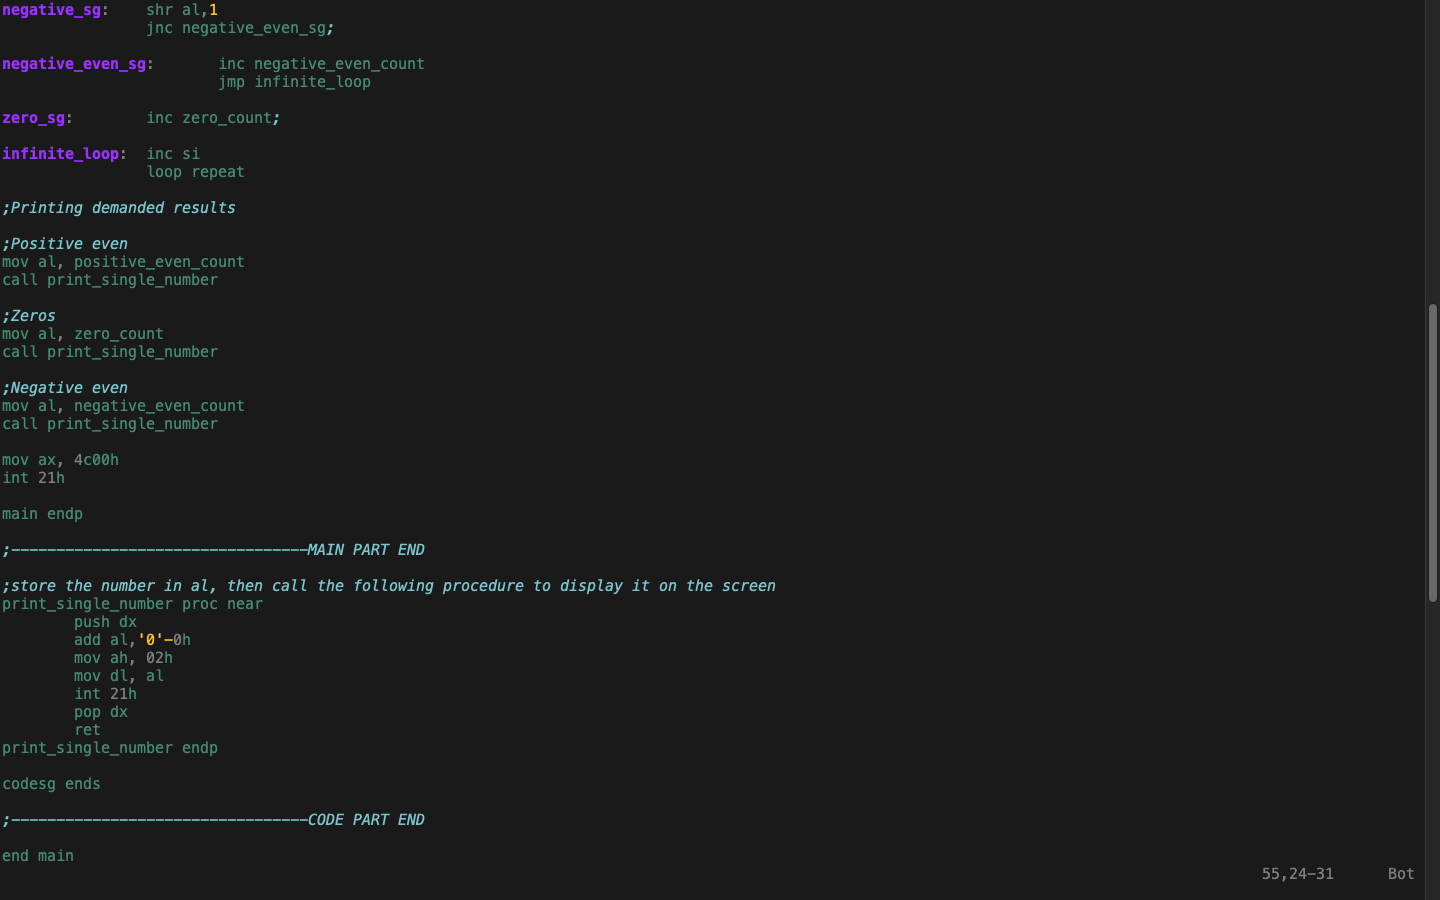 negative_sg:    shr al,1
                jnc negative_even_sg;
negative_even_sg:       inc negative_even_count
                        jmp infinite_loop
zero_sg:        inc zero_count;
infinite_loop:  inc si
                loop repeat
;Printing demanded results
;Positive even
mov al, positive_even_count
call print_single_number
;Zeros
mov al, zero_count
call print_single_number
;Negative even
mov al, negative_even_count
call print_single_number
mov ax, 4c00h
int 21h
main endp
;---------------------------------MAIN PART END
;store the number in al, then call the following procedure to display it on the screen
print_single_number proc near
        push dx
        add al,'0'-0h
        mov ah, 02h
        mov dl, al
        int 21h
        pop dx
        ret
print_single_number endp
codesg ends
;---------------------------------CODE PART END
end main
55,24-31      Bot